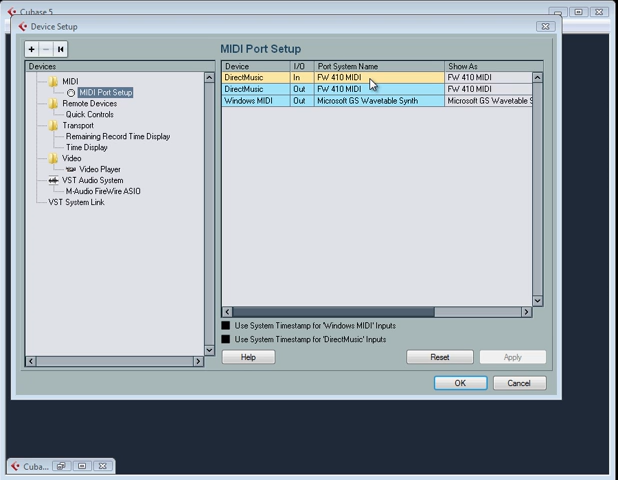 Cubase 5
Device Setup
MIDI Port Setup
Devices
MIDI
MIDI Port Setup
Remote Devices
Quick Controls
Transport
Remaining Record Time Display
Time Display
Video
Video Player
VST Audio System
M-Audio FireWire ASIO
VST System Link
Device I/O Port System Name Show As
DirectMusic In FW 410 MIDI FW 410 MIDI
DirectMusic Out FW 410 MIDI FW 410 MIDI
Windows MIDI Out Microsoft GS Wavetable Synth Microsoft GS Wavetable S
Use System Timestamp for 'Windows MIDI' Inputs
Use System Timestamp for 'DirectMusic' Inputs
Help Reset Apply
OK Cancel
Cuba...